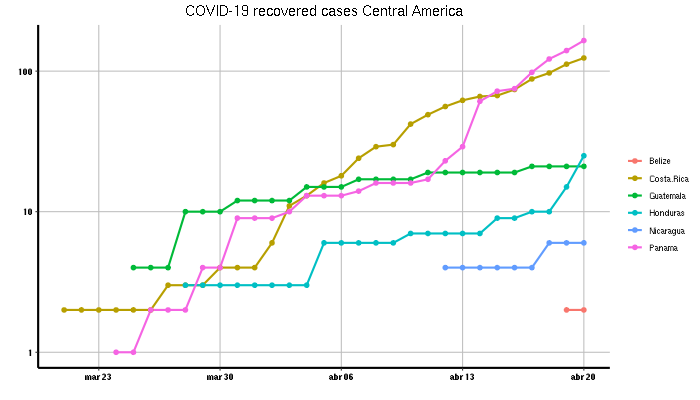 COVID-19 recovered cases Central America
100
10
1
mar 23 mar 30 abr 06 abr 13 abr 20
Belize
Costa.Rica
Guatemala
Honduras
Nicaragua
Panama